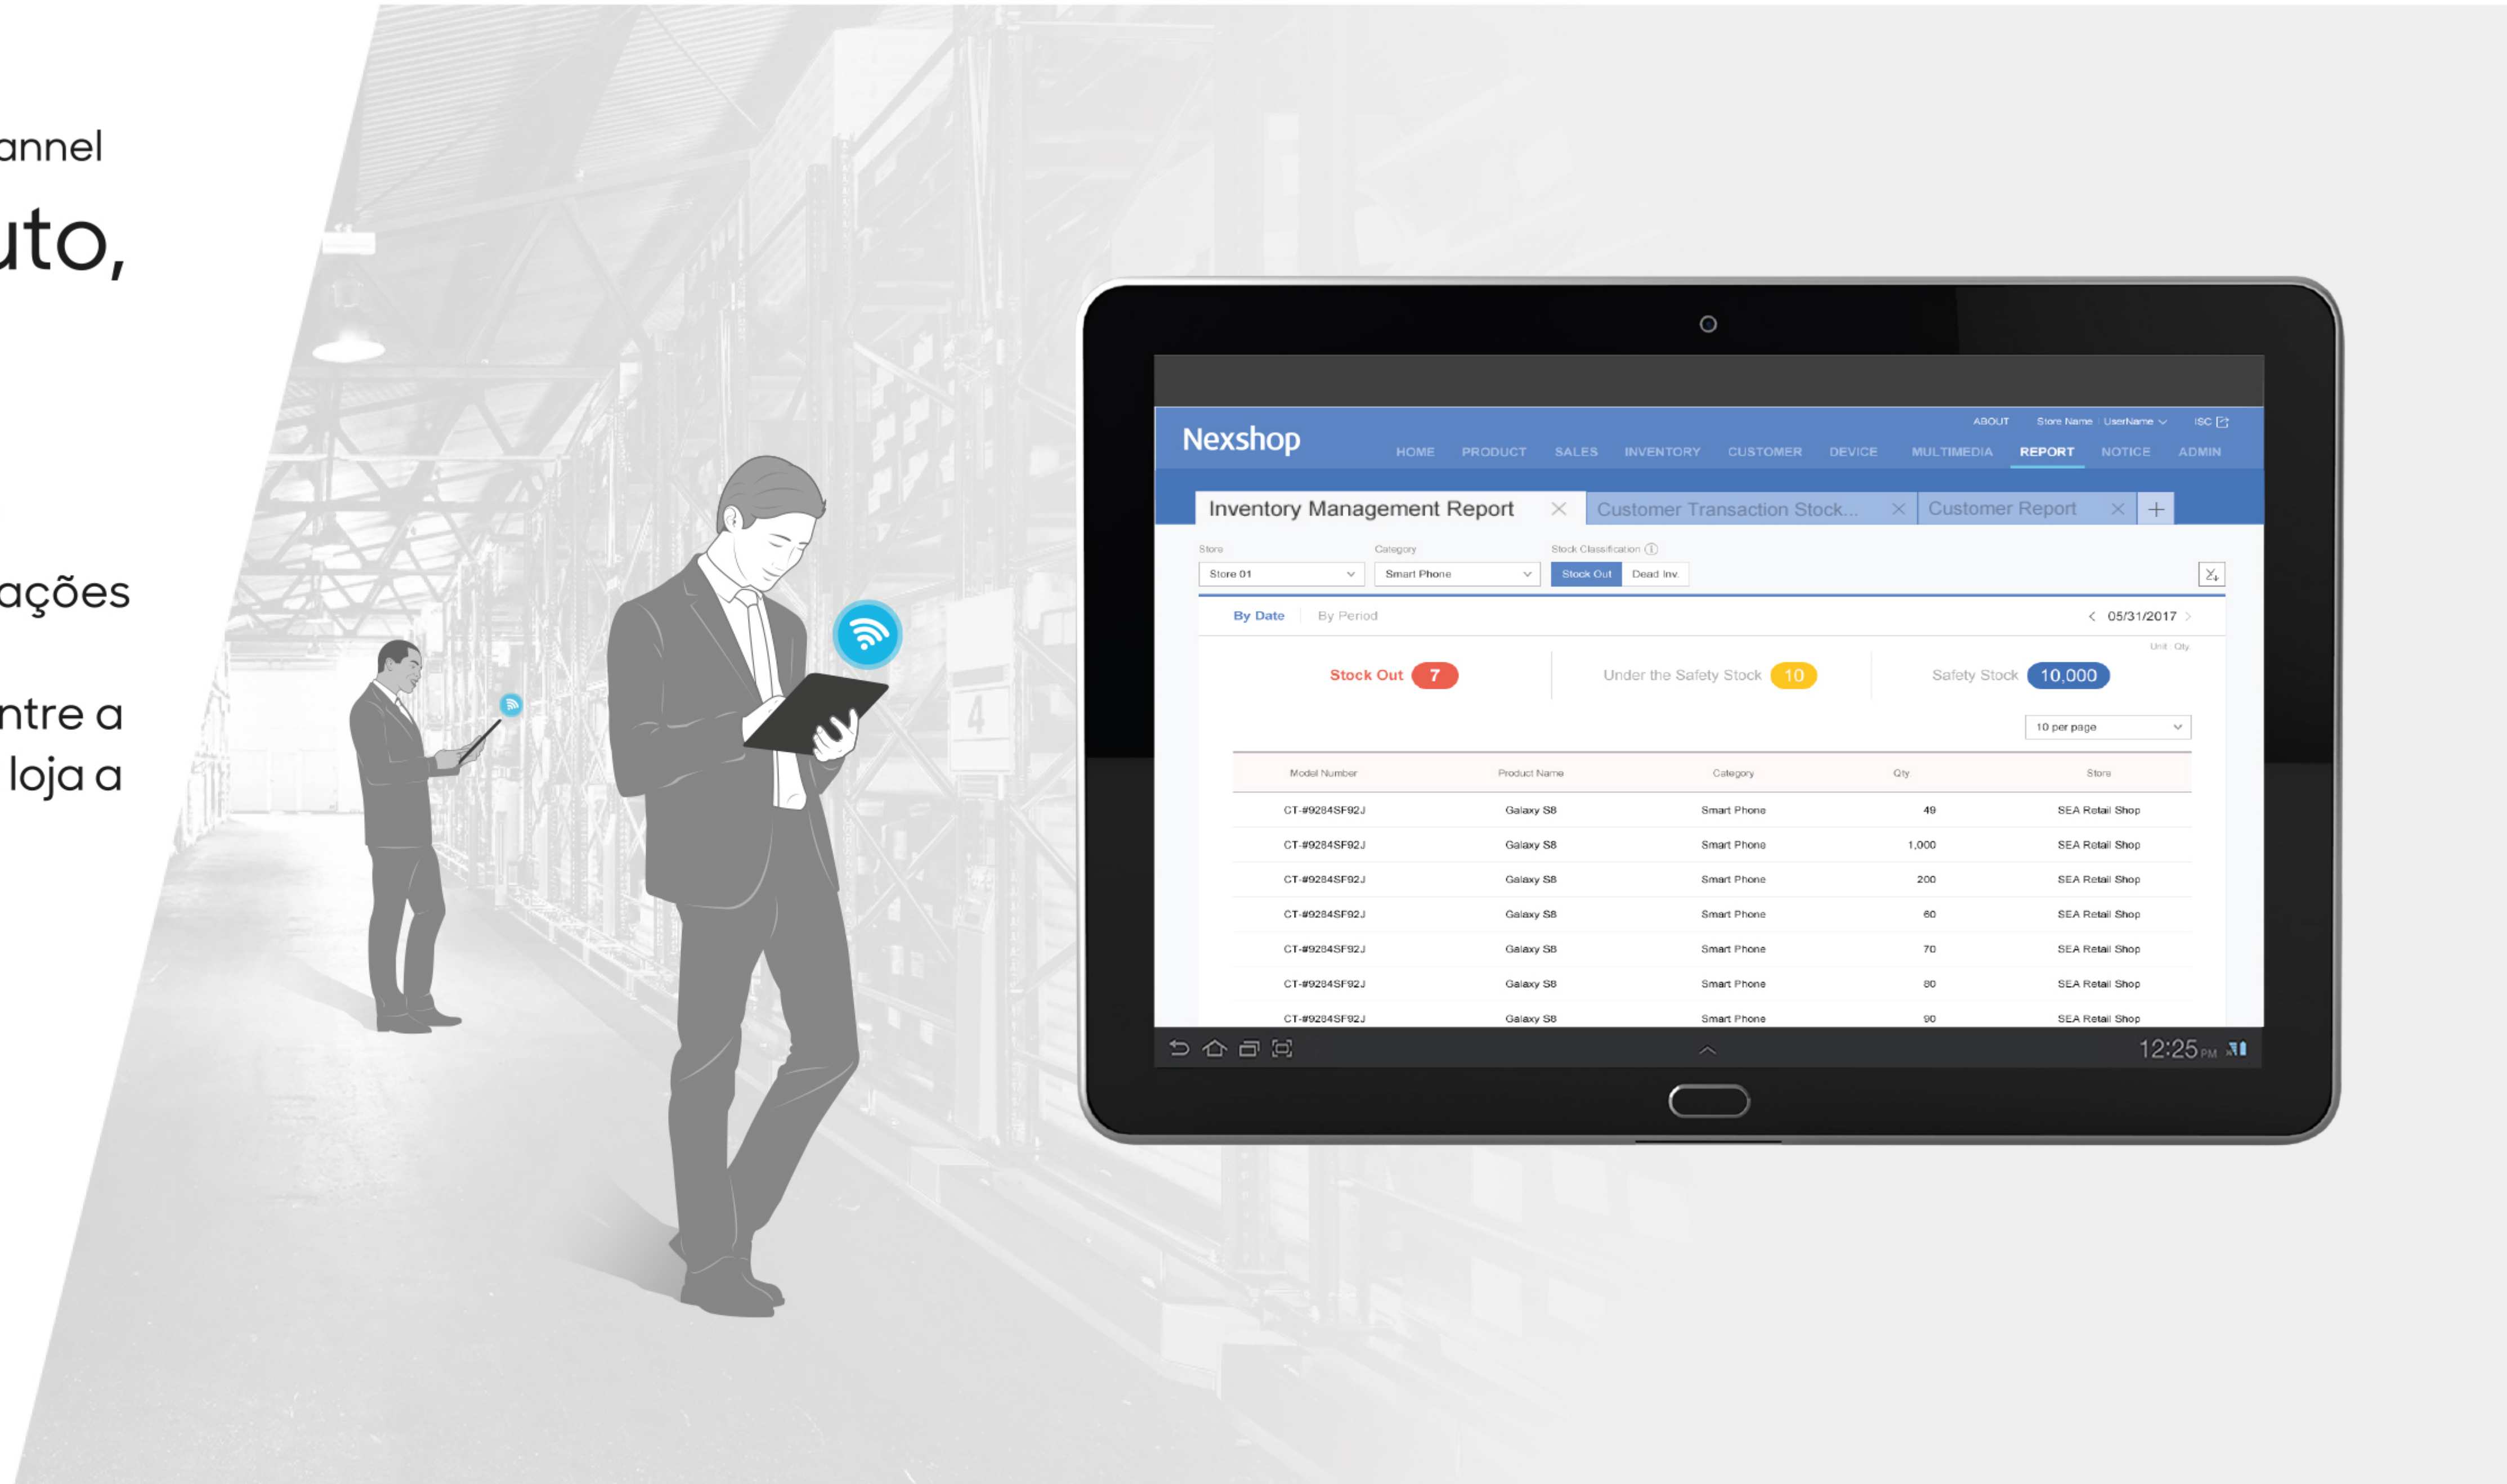 annel
uto,
ações
ntre a
loja a
4
ABOUT Store Name UserName ISC
Nexshop
HOME PRODUCT SALES INVENTORY CUSTOMER DEVICE MULTIMEDIA REPORT NOTICE ADMIN
Inventory Management Report Customer Transaction Stock... Customer Report
Store Category Stock Classification
Store 01 Smart Phone Stock Out Dead Inv.
By Date By Period < 05/31/2017 >
Unit : Qty.
Stock Out 7 Under the Safety Stock 10 Safety Stock 10,000
10 per page
Model Number Product Name Category Qty. Store
CT-#9284SF92J Galaxy S8 Smart Phone 49 SEA Retail Shop
CT-#9284SF92J Galaxy S8 Smart Phone 1,000 SEA Retail Shop
CT-#9284SF92J Galaxy S8 Smart Phone 200 SEA Retail Shop
CT-#9284SF92J Galaxy S8 Smart Phone 60 SEA Retail Shop
CT-#9284SF92J Galaxy S8 Smart Phone 70 SEA Retail Shop
CT-#9284SF92J Galaxy S8 Smart Phone 80 SEA Retail Shop
CT-#9284SF92J Galaxy S8 Smart Phone 90 SEA Retail Shop
12:25 PM